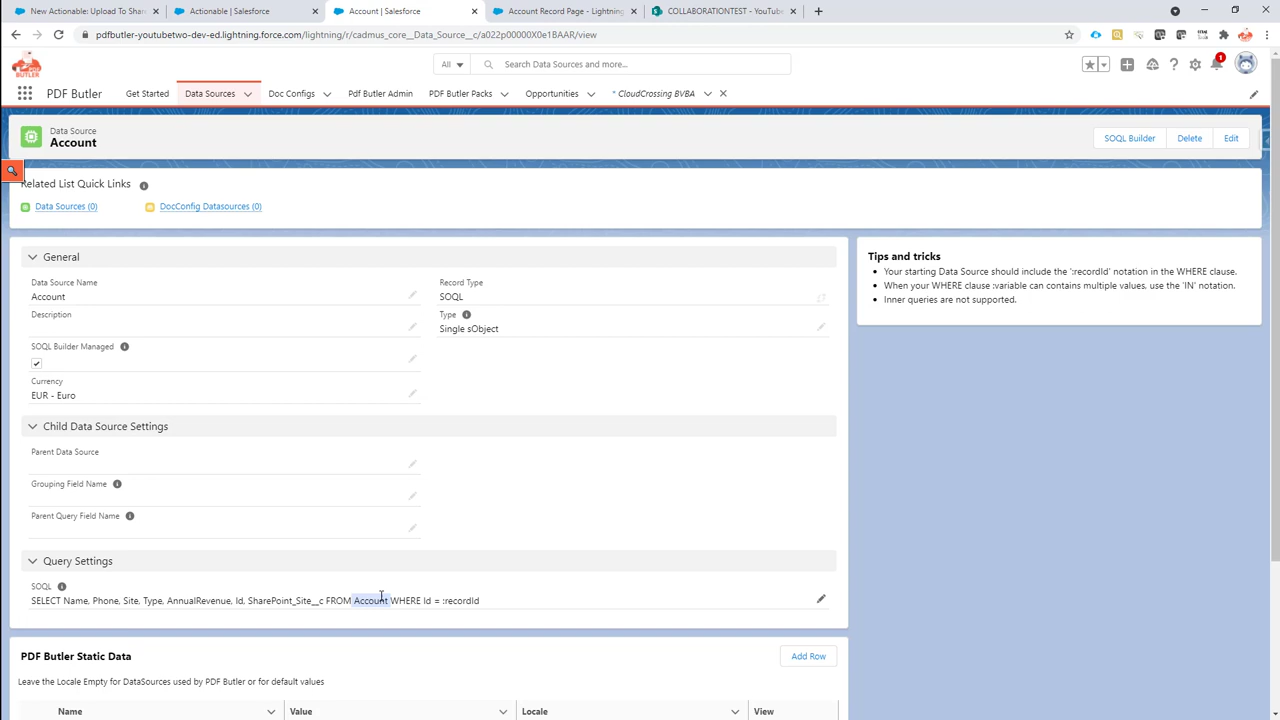 New Actionable: Upload To Share
Actionable | Salesforce
Account | Salesforce
Account Record Page - Lightning
COLLABORATIONTEST - YouTube
pdfbutler-youtubetwo-dev-ed.lightning.force.com/lightning/r/cadmus_core__Data_Source__c/a022p00000X0e1BAAR/view
BUTLER
All
Search Data Sources and more...
1
PDF Butler
Get Started
Data Sources
Doc Configs
Pdf Butler Admin
PDF Butler Packs
Opportunities
* CloudCrossing BVBA
Data Source
Account
SOQL Builder
Delete
Edit
Related List Quick Links
Data Sources (0)
DocConfig Datasources (0)
General
Data Source Name
Account
Record Type
SOQL
Description
Type
Single sObject
SOQL Builder Managed
Currency
EUR - Euro
Child Data Source Settings
Parent Data Source
Grouping Field Name
Parent Query Field Name
Query Settings
SOQL
SELECT Name, Phone, Site, Type, AnnualRevenue, Id, SharePoint_Site__c FROM Account WHERE Id = :recordId
Tips and tricks
Your starting Data Source should include the ':recordId' notation in the WHERE clause.
When your WHERE clause :variable can contains multiple values, use the 'IN' notation.
Inner queries are not supported.
PDF Butler Static Data
Add Row
Leave the Locale Empty for DataSources used by PDF Butler or for default values
Name
Value
Locale
View